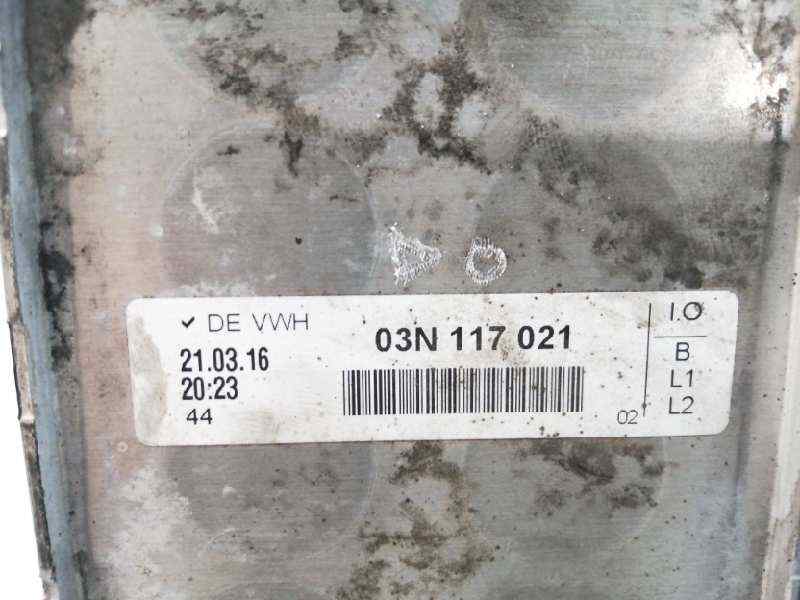 ✓ DE VWH
21.03.16
20:23
44
03N 117 021
02
I.O
B
L1
L2